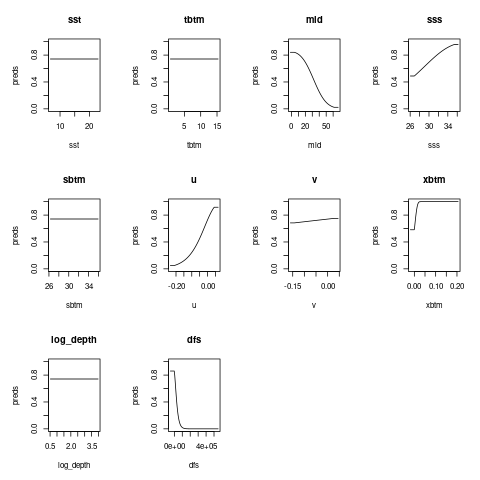 sst
tbtm
mld
sss
preds
0.0 0.4 0.8
10 20
sst
preds
0.0 0.4 0.8
5 10 15
tbtm
preds
0.0 0.4 0.8
0 20 50
mld
preds
0.0 0.4 0.8
26 30 34
sss
sbtm
u
v
xbtm
preds
0.0 0.4 0.8
26 30 34
sbtm
preds
0.0 0.4 0.8
-0.20 0.00
u
preds
0.0 0.4 0.8
-0.15 0.00
v
preds
0.0 0.4 0.8
0.00 0.10 0.20
xbtm
log_depth
dfs
preds
0.0 0.4 0.8
0.5 2.0 3.5
log_depth
preds
0.0 0.4 0.8
0e+00 4e+05
dfs